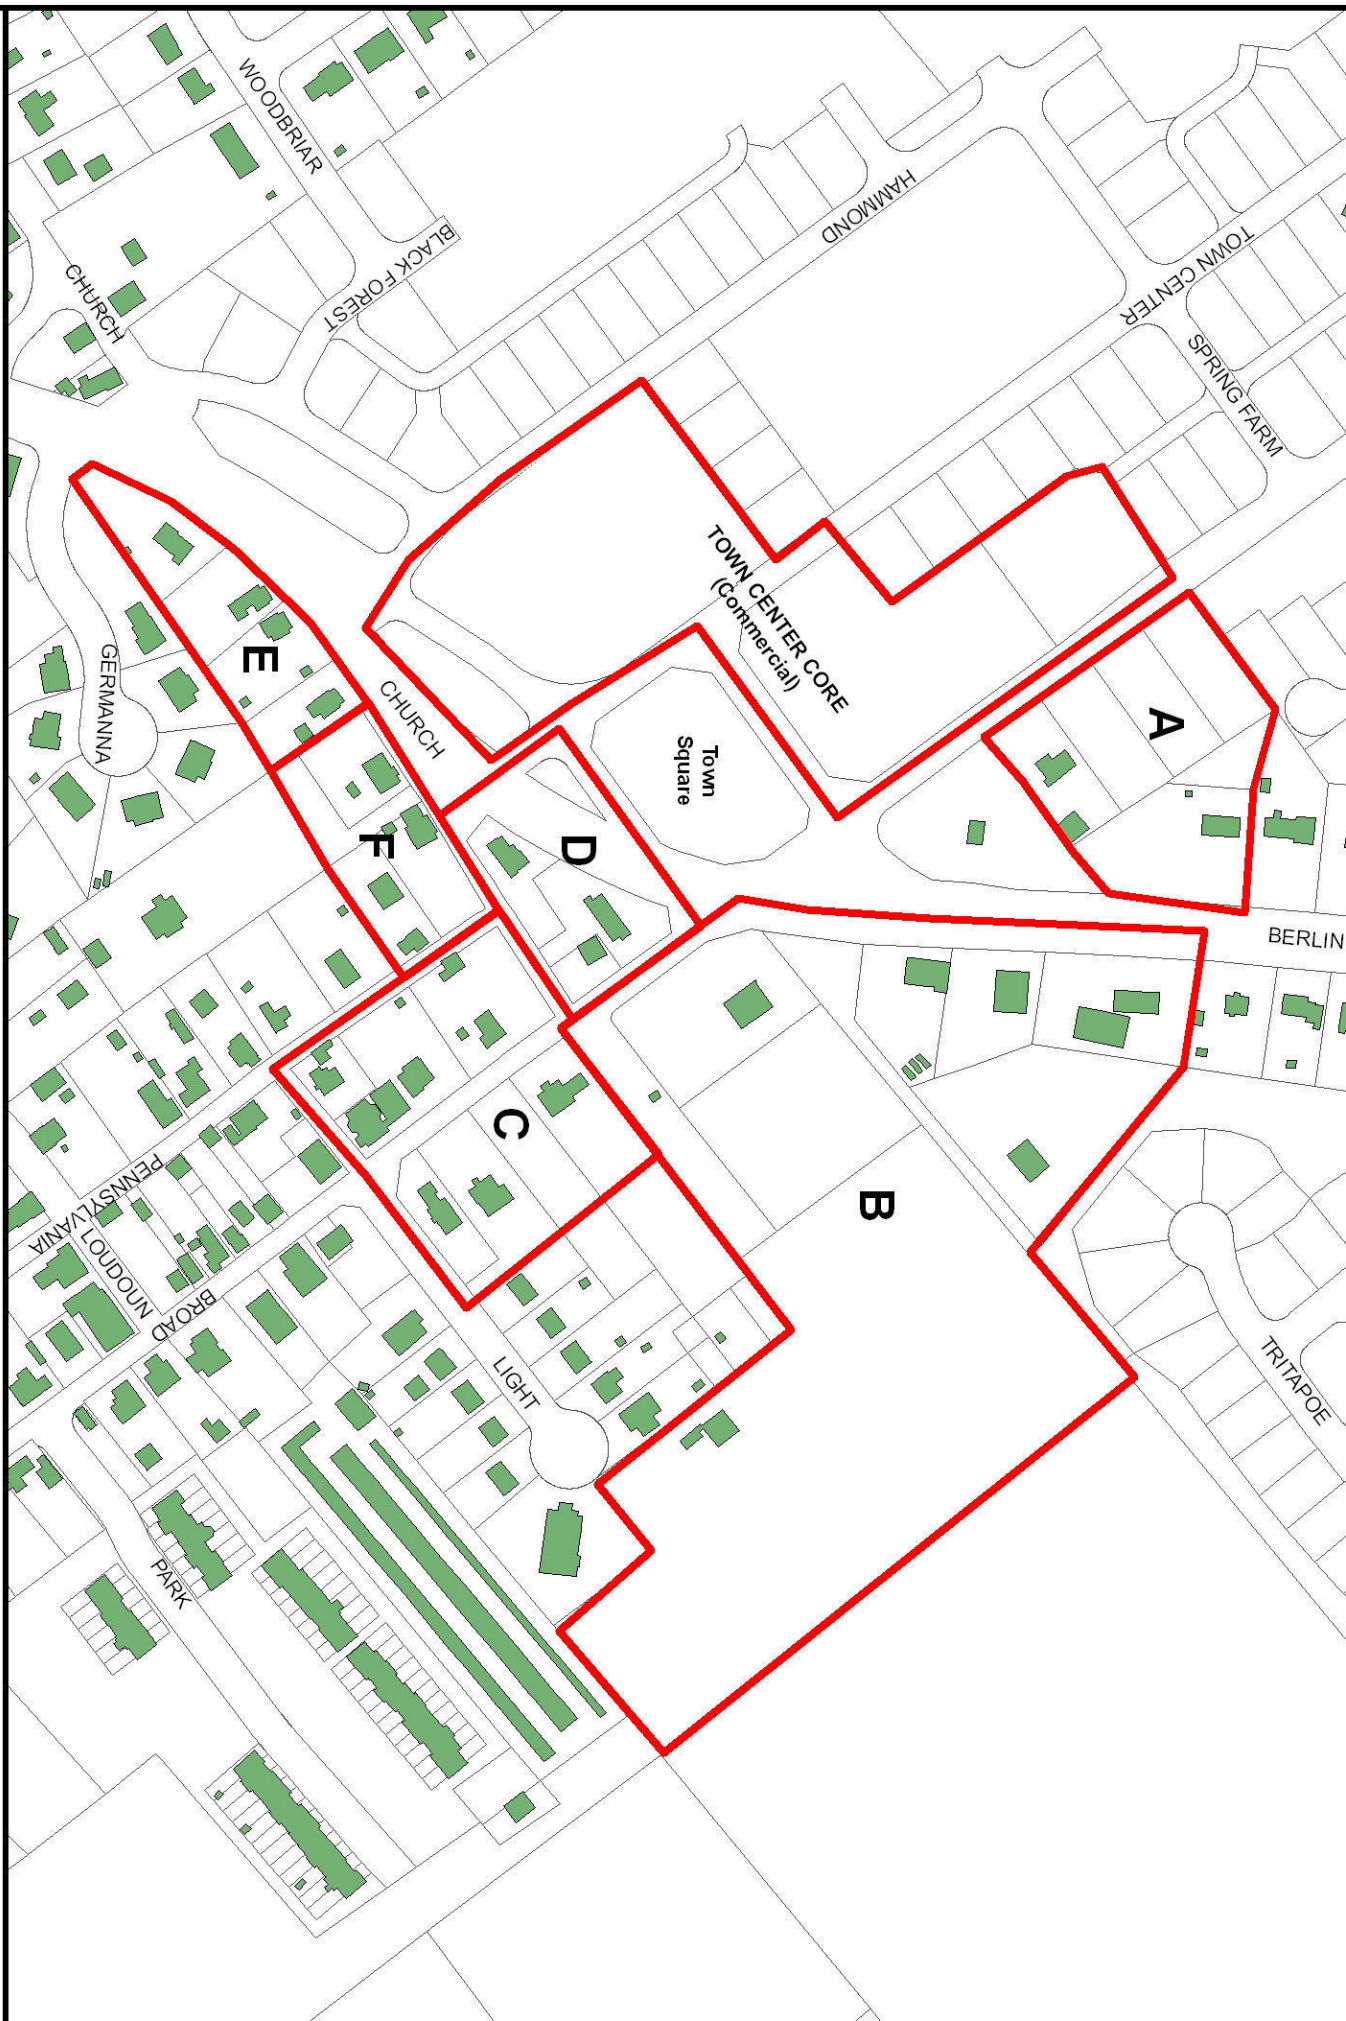 WOODBRIAR
HAMMOND
BLACK FOREST
TOWN CENTER
CHURCH
SPRING FARM
TOWN CENTER CORE
(Commercial)
A
E
GERMANNA
CHURCH
Town
Square
F
D
BERLIN
C
B
PENNSYLVANIA
LOUDOUN
BROAD
LIGHT
TRITAPOE
PARK